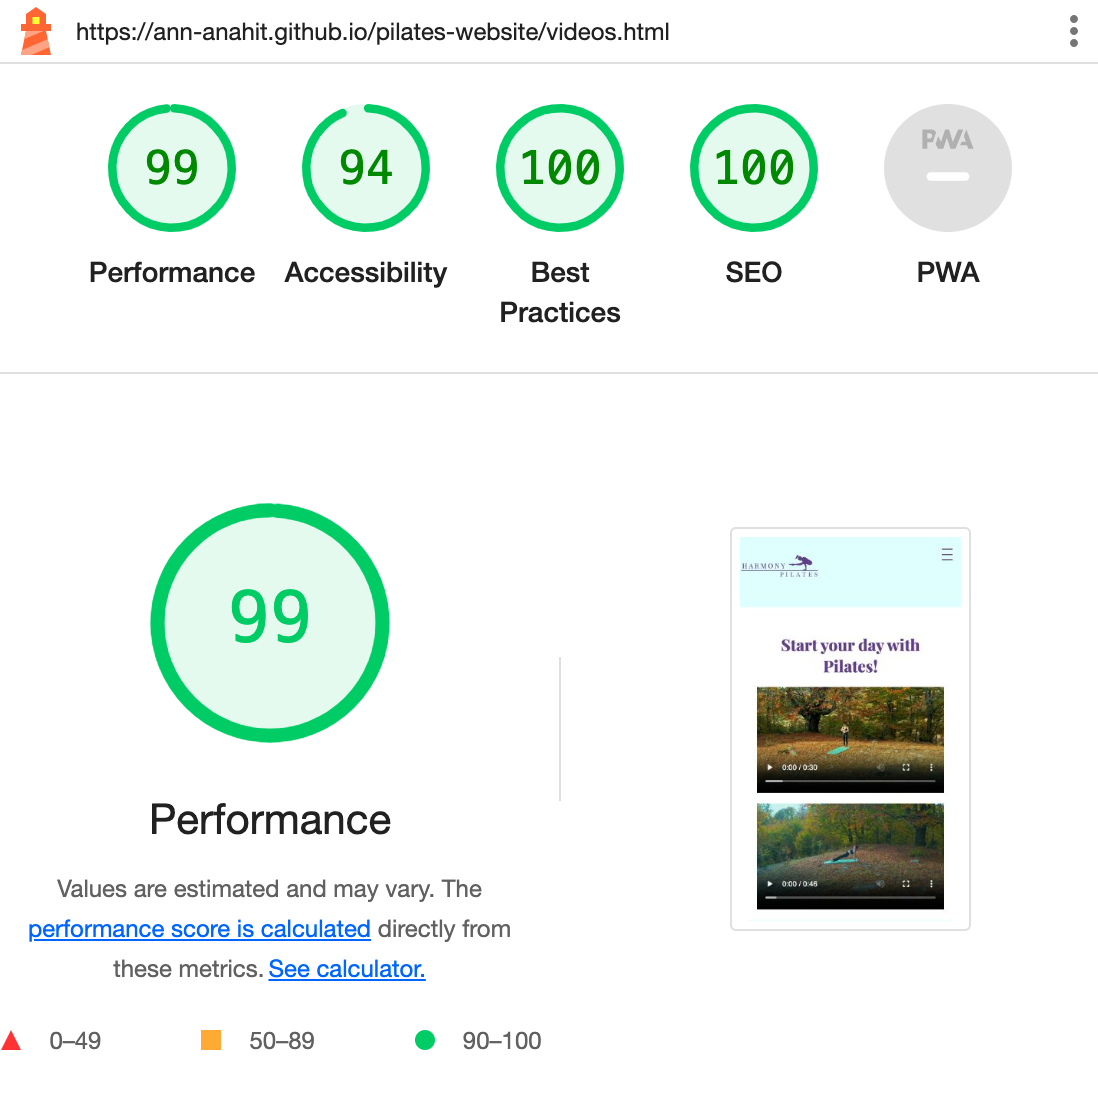 https://ann-anahit.github.io/pilates-website/videos.html
99
94
100
100
PWA
Performance
Accessibility
Best
Practices
SEO
PWA
99
Performance
Values are estimated and may vary. The
performance score is calculated directly from
these metrics. See calculator.
0–49
50–89
90–100
HARMONY
PILATES
Start your day with
Pilates!
0:00 / 0:30
0:00 / 0:46